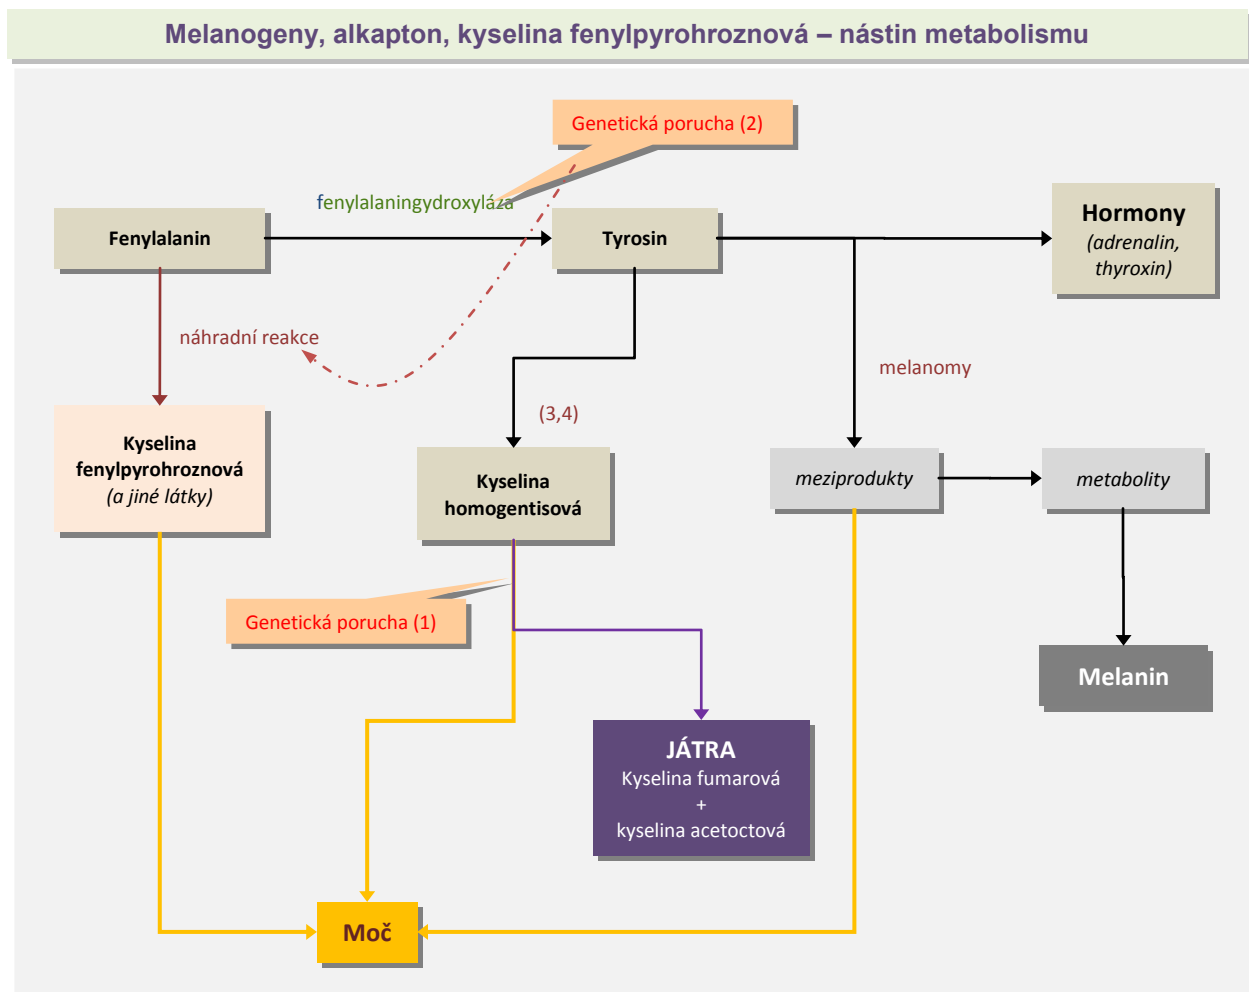 Melanogeny, alkapton, kyselina fenylpyrohroznová – nástin metabolismu
Genetická porucha (2)
fenylalaningydroxyláza
Fenylalanin
Tyrosin
Hormony
(adrenalin,
thyroxin)
náhradní reakce
melanomy
(3,4)
Kyselina
fenylpyrohroznová
(a jiné látky)
Kyselina
homogentisová
meziprodukty
metabolity
Genetická porucha (1)
Melanin
JÁTRA
Kyselina fumarová
+
kyselina acetoctová
Moč